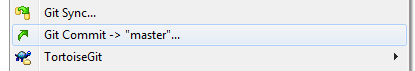 Git Sync...
Git Commit -> "master"...
TortoiseGit